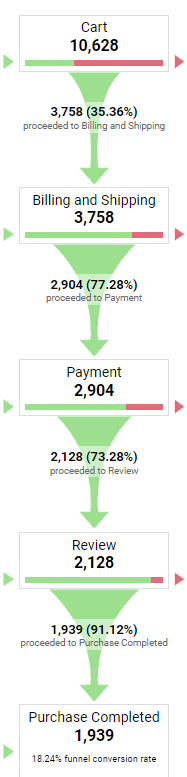 Cart
10,628
3,758 (35.36%)
proceeded to Billing and Shipping
Billing and Shipping
3,758
2,904 (77.28%)
proceeded to Payment
Payment
2,904
2,128 (73.28%)
proceeded to Review
Review
2,128
1,939 (91.12%)
proceeded to Purchase Completed
Purchase Completed
1,939
18.24% funnel conversion rate